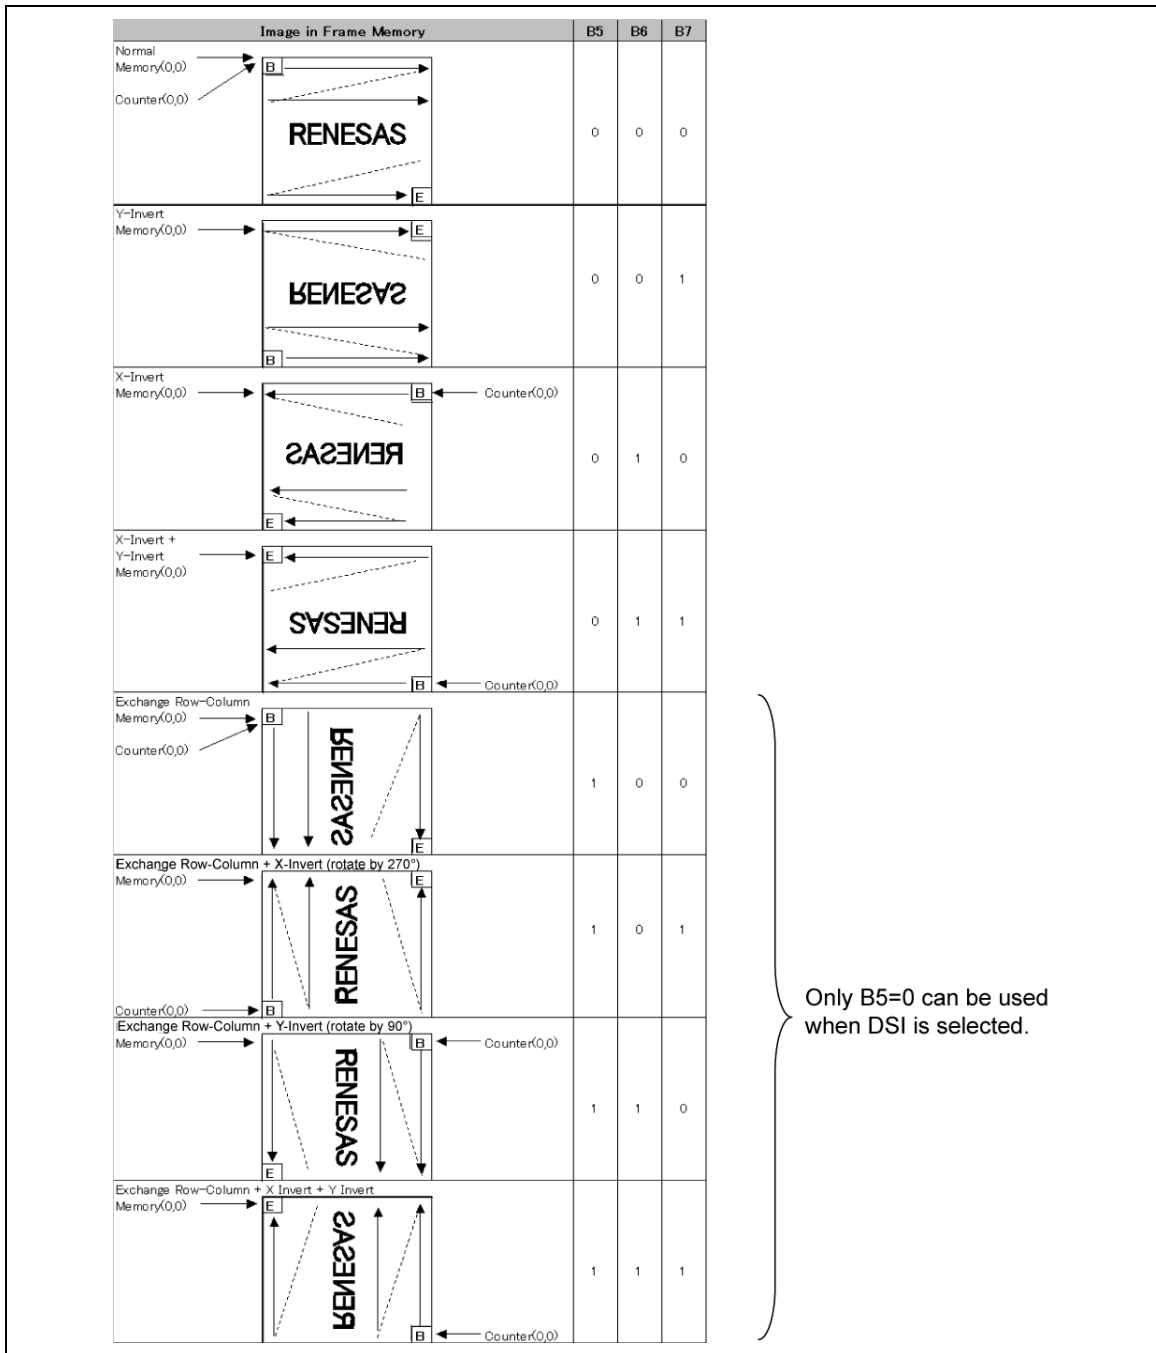 Image in Frame Memory B5 B6 B7
Normal
Memory(0,0)
B
Counter(0,0)
RENESAS 0 0 0
E
Y-Invert
Memory(0,0)
E
RENESAS 0 0 1
B
X-Invert
Memory(0,0)
B
Counter(0,0)
RENESAS 0 1 0
E
X-Invert +
Y-Invert
E
Memory(0,0)
RENESAS 0 1 1
B
Counter(0,0)
Exchange Row-Column
Memory(0,0)
B
Counter(0,0)
RENESAS 1 0 0
E
Exchange Row-Column + X-Invert (rotate by 270°)
Memory(0,0)
E
RENESAS 1 0 1
Counter(0,0)
B
Exchange Row-Column + Y-Invert (rotate by 90°)
Memory(0,0)
B
Counter(0,0)
RENESAS 1 1 0
E
Exchange Row-Column + X Invert + Y Invert
Memory(0,0)
E
RENESAS 1 1 1
B
Counter(0,0)
Only B5=0 can be used
when DSI is selected.